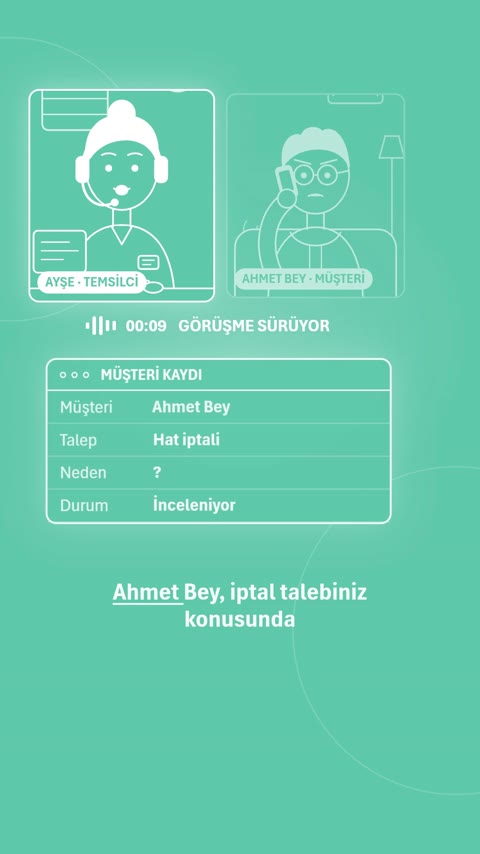 AYŞE · TEMSİLCİ
AHMET BEY · MÜŞTERİ
00:09 GÖRÜŞME SÜRÜYOR
MÜŞTERİ KAYDI
Müşteri Ahmet Bey
Talep Hat iptali
Neden ?
Durum İnceleniyor
Ahmet Bey, iptal talebiniz
konusunda